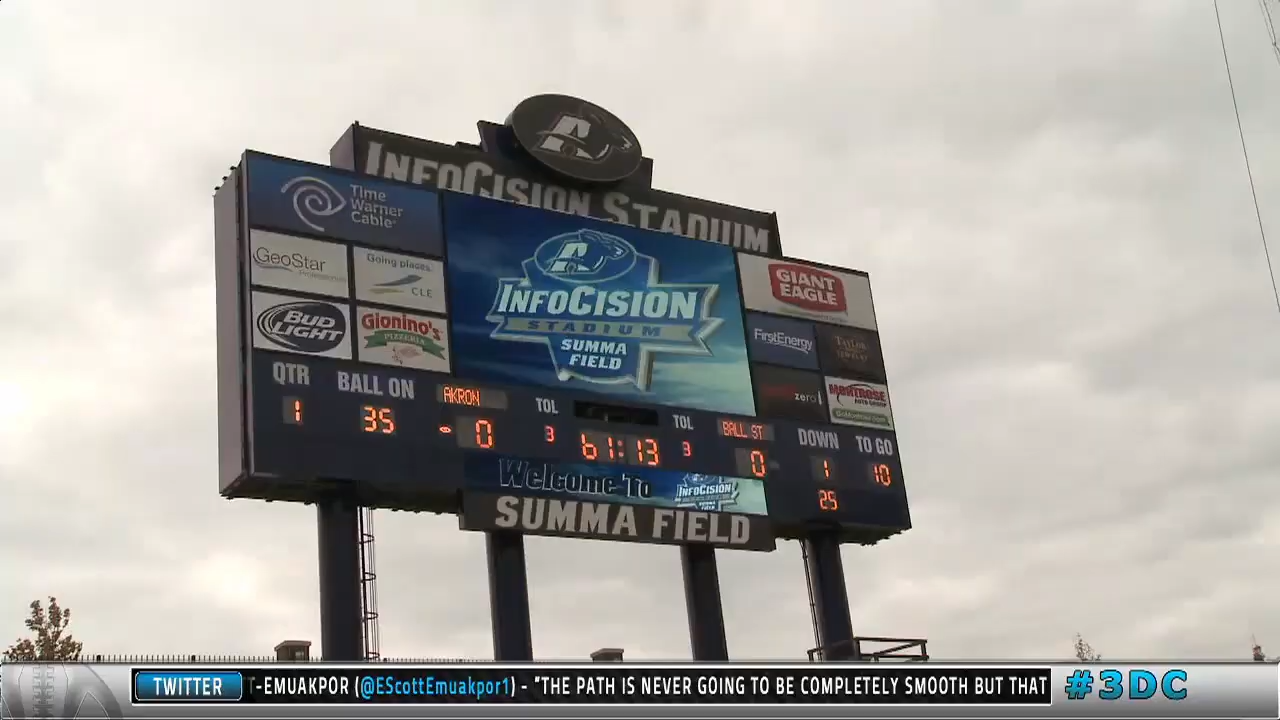 INFOCISION STADIUM
Time
Warner
Cable
GeoStar
Going places.
CLE
BUD
LIGHT
Gionino's
PIZZERIA
INFOCISION
STADIUM
SUMMA
FIELD
GIANT
EAGLE
FirstEnergy
TAYLOR
zero
MONTROSE
AUTO GROUP
QTR
1
BALL ON
35
AKRON
0
TOL
3
61:13
TOL
3
BALL ST
0
DOWN
1
TO GO
10
25
Welcome To
INFOCISION
SUMMA FIELD
TWITTER T-EMUAKPOR (@EScottEmuakpor1) - "THE PATH IS NEVER GOING TO BE COMPLETELY SMOOTH BUT THAT #3DC